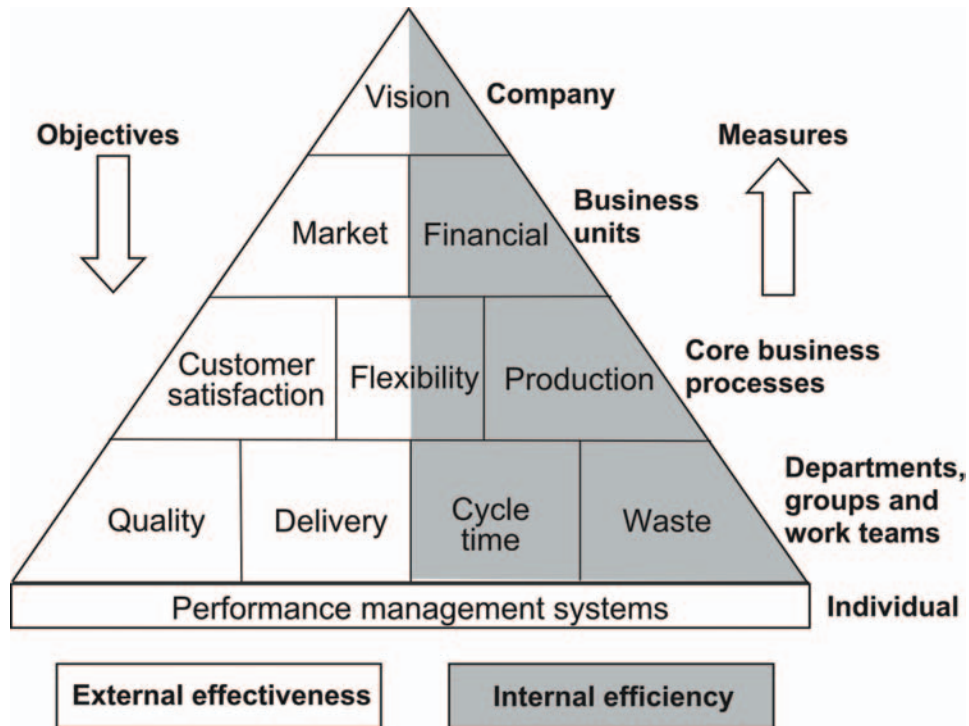 Vision
Company
Objectives
Measures
Market
Financial
Business
units
Customer
satisfaction
Flexibility
Production
Core business
processes
Quality
Delivery
Cycle
time
Waste
Departments,
groups and
work teams
Performance management systems
Individual
External effectiveness
Internal efficiency